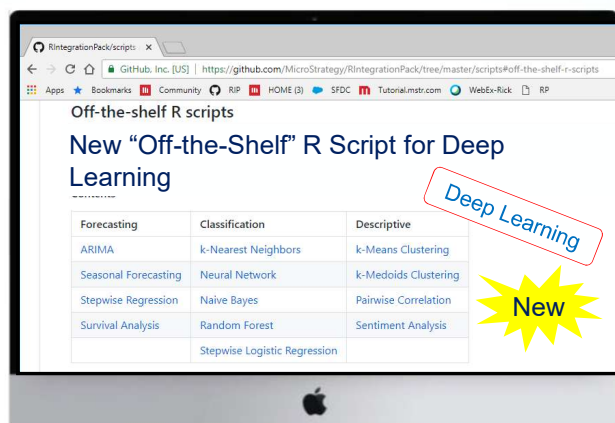 RIntegrationPack/scripts
GitHub, Inc. [US] | https://github.com/MicroStrategy/RIntegrationPack/tree/master/scripts#off-the-shelf-r-scripts
Apps Bookmarks Community RIP HOME (3) SFDC Tutorial.mstr.com WebEx-Rick RP
Off-the-shelf R scripts
New “Off-the-Shelf” R Script for Deep
Learning
Deep Learning
Forecasting Classification Descriptive
ARIMA k-Nearest Neighbors k-Means Clustering
Seasonal Forecasting Neural Network k-Medoids Clustering
Stepwise Regression Naive Bayes Pairwise Correlation
Survival Analysis Random Forest Sentiment Analysis
Stepwise Logistic Regression
New